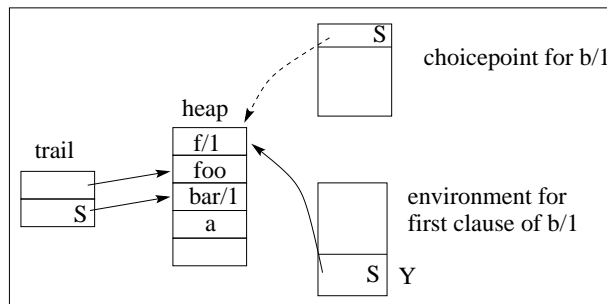 S
choicepoint for b/1
heap
f/1
trail
foo
bar/1
environment for
S
first clause of b/1
a
S
Y